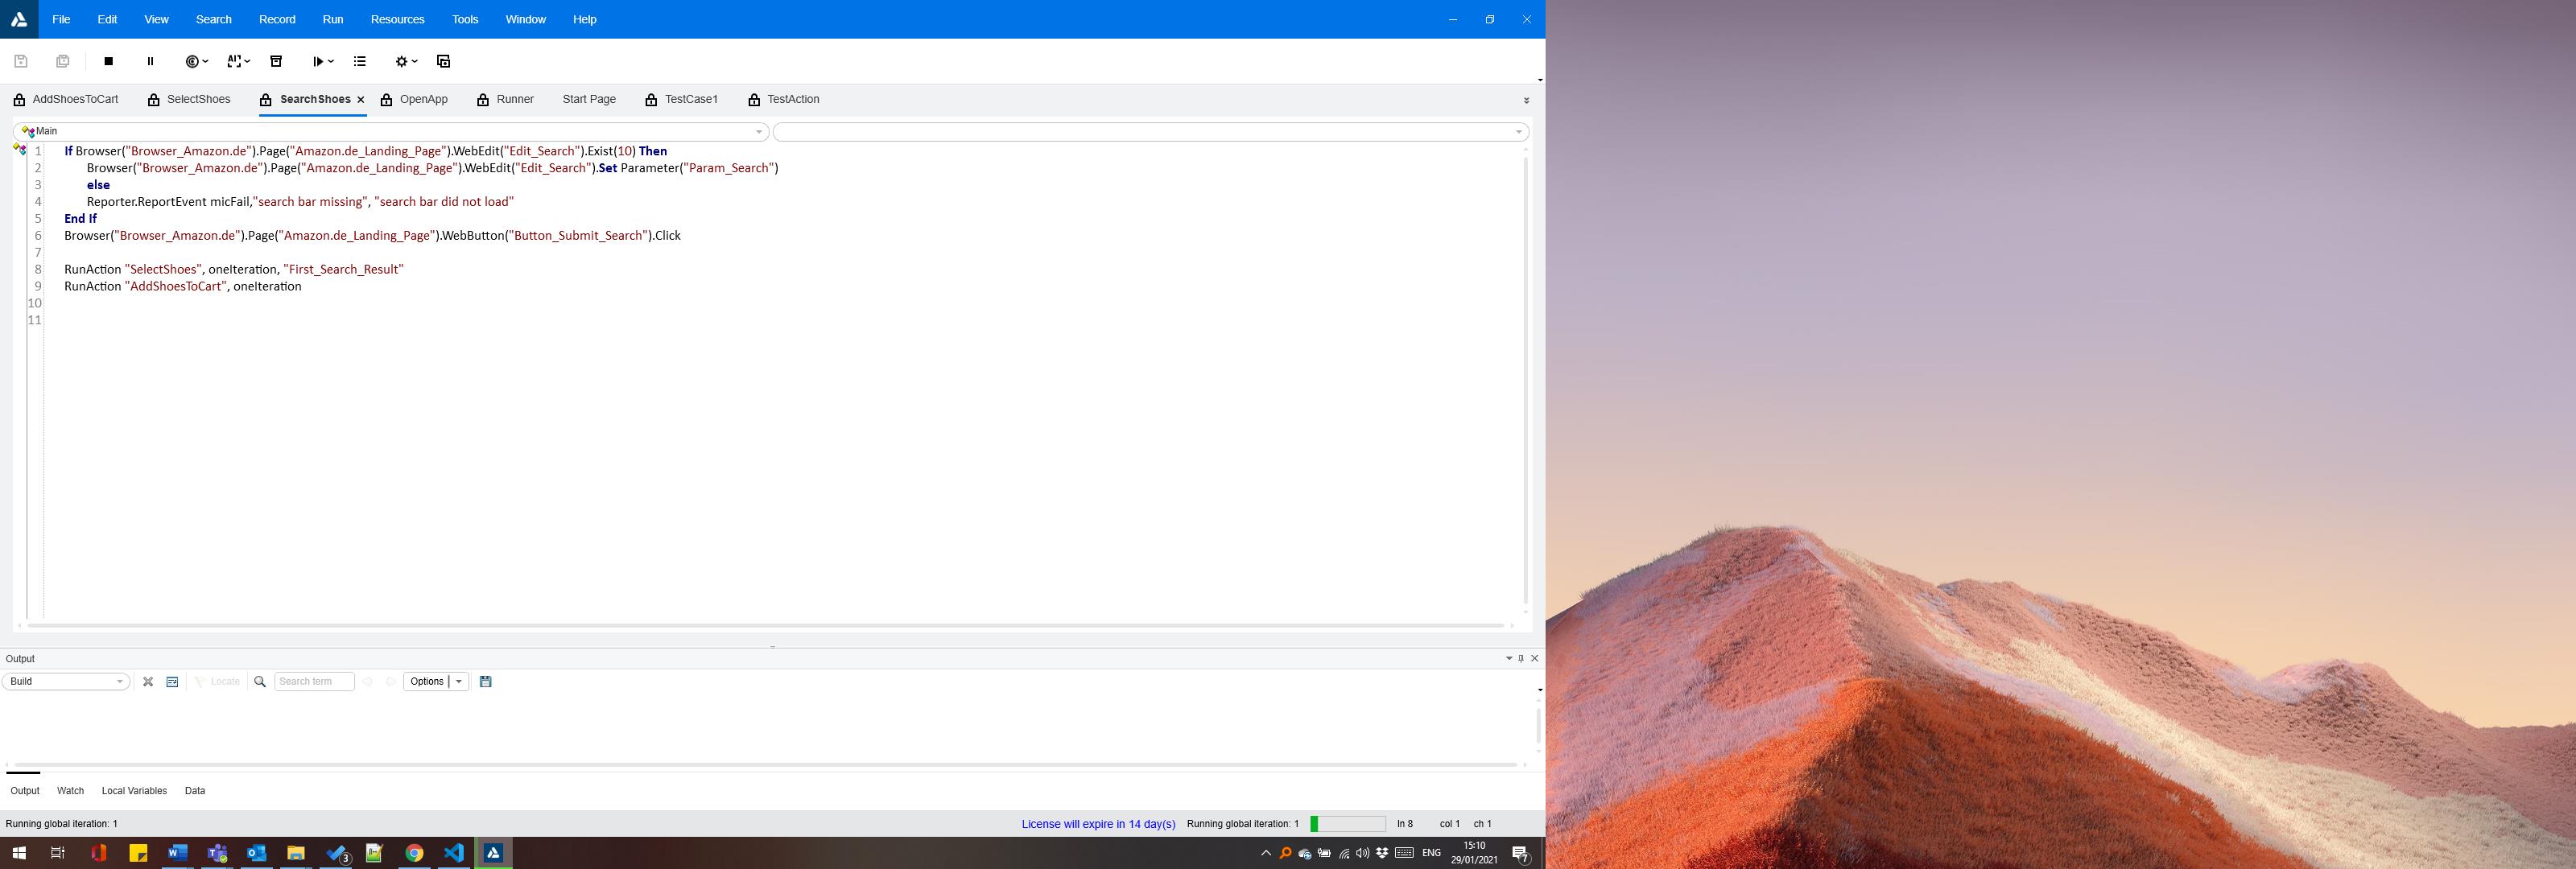 File Edit View Search Record Run Resources Tools Window Help
AI
AddShoesToCart SelectShoes SearchShoes OpenApp Runner Start Page TestCase1 TestAction
Main
1 If Browser("Browser_Amazon.de").Page("Amazon.de_Landing_Page").WebEdit("Edit_Search").Exist(10) Then
2 Browser("Browser_Amazon.de").Page("Amazon.de_Landing_Page").WebEdit("Edit_Search").Set Parameter("Param_Search")
3 else
4 Reporter.ReportEvent micFail,"search bar missing", "search bar did not load"
5 End If
6 Browser("Browser_Amazon.de").Page("Amazon.de_Landing_Page").WebButton("Button_Submit_Search").Click
7
8 RunAction "SelectShoes", oneIteration, "First_Search_Result"
9 RunAction "AddShoesToCart", oneIteration
10
11
Output
Build Locate Search term Options
Output Watch Local Variables Data
Running global iteration: 1 License will expire in 14 day(s) Running global iteration: 1 ln 8 col 1 ch 1
3 ENG 15:10 7
29/01/2021